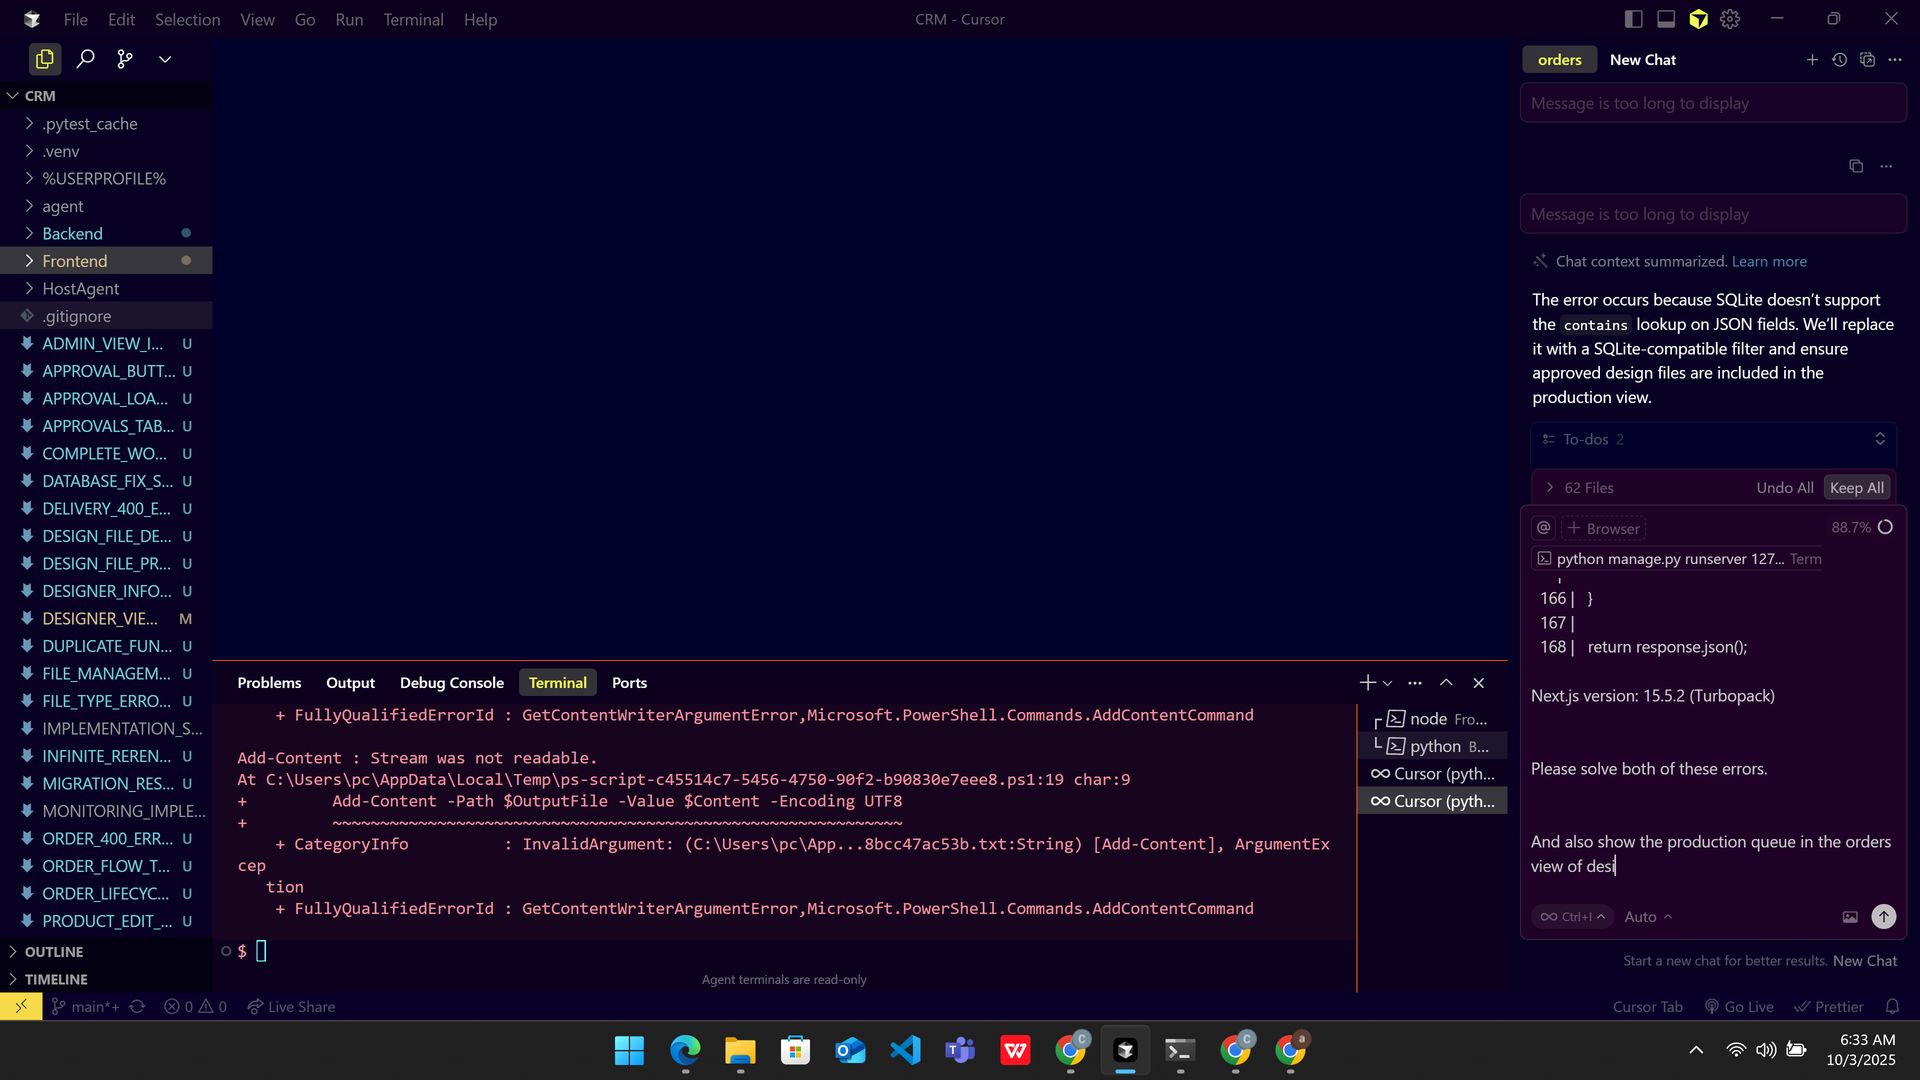 File Edit Selection View Go Run Terminal Help
CRM - Cursor
CRM
.pytest_cache
.venv
%USERPROFILE%
agent
Backend
Frontend
HostAgent
.gitignore
ADMIN_VIEW_I... U
APPROVAL_BUTT... U
APPROVAL_LOA... U
APPROVALS_TAB... U
COMPLETE_WO... U
DATABASE_FIX_S... U
DELIVERY_400_E... U
DESIGN_FILE_DE... U
DESIGN_FILE_PR... U
DESIGNER_INFO... U
DESIGNER_VIE... M
DUPLICATE_FUN... U
FILE_MANAGEM... U
FILE_TYPE_ERRO... U
IMPLEMENTATION_S...
INFINITE_REREN... U
MIGRATION_RES... U
MONITORING_IMPLE...
ORDER_400_ERR... U
ORDER_FLOW_T... U
ORDER_LIFECYC... U
PRODUCT_EDIT_... U
OUTLINE
TIMELINE
Problems Output Debug Console Terminal Ports
+ FullyQualifiedErrorId : GetContentWriterArgumentError,Microsoft.PowerShell.Commands.AddContentCommand
Add-Content : Stream was not readable.
At C:\Users\pc\AppData\Local\Temp\ps-script-c45514c7-5456-4750-90f2-b90830e7eee8.ps1:19 char:9
+         Add-Content -Path $OutputFile -Value $Content -Encoding UTF8
+         ~~~~~~~~~~~~~~~~~~~~~~~~~~~~~~~~~~~~~~~~~~~~~~~~~~~~~~~~~~~~
+ CategoryInfo          : InvalidArgument: (C:\Users\pc\App...8bcc47ac53b.txt:String) [Add-Content], ArgumentEx
cep
tion
+ FullyQualifiedErrorId : GetContentWriterArgumentError,Microsoft.PowerShell.Commands.AddContentCommand
$
Agent terminals are read-only
node Fro...
python B...
Cursor (pyth...
Cursor (pyth...
orders New Chat
Message is too long to display
Message is too long to display
Chat context summarized. Learn more
The error occurs because SQLite doesn't support
the contains lookup on JSON fields. We'll replace
it with a SQLite-compatible filter and ensure
approved design files are included in the
production view.
To-dos 2
62 Files Undo All Keep All
@ + Browser 88.7%
python manage.py runserver 127... Term
166 | }
167 |
168 | return response.json();
Next.js version: 15.5.2 (Turbopack)
Please solve both of these errors.
And also show the production queue in the orders
view of desi
Ctrl+I Auto
Start a new chat for better results. New Chat
main*+ 0 0 Live Share
Cursor Tab Go Live Prettier
6:33 AM
10/3/2025